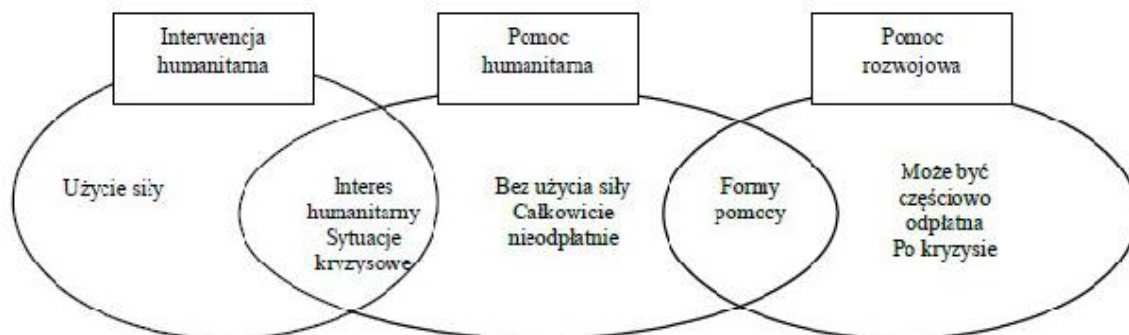 Interwencja
humanitarna
Pomoc
humanitarna
Pomoc
rozwojowa
Użycie siły
Interes
humanitarny
Sytuacje
kryzysowe
Bez użycia siły
Całkowicie
nieodpłatnie
Formy
pomocy
Może być
częściowo
odpłatna
Po kryzysie